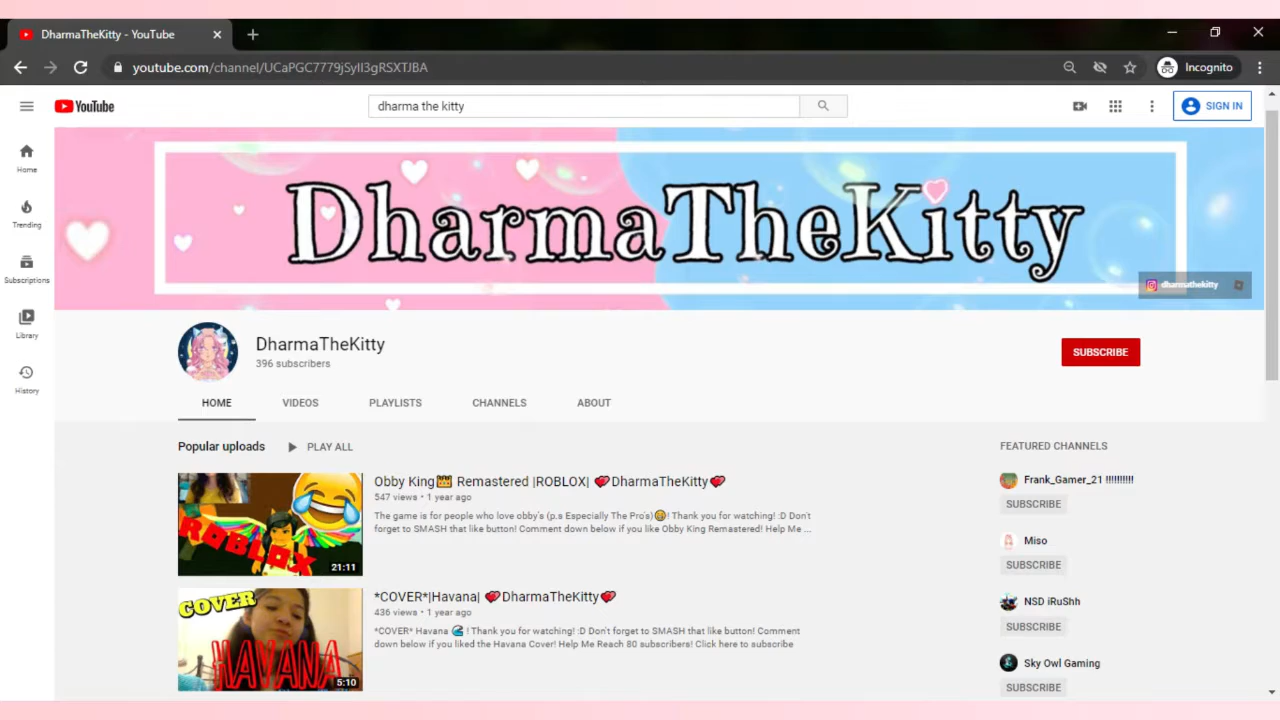 DharmaTheKitty - YouTube
youtube.com/channel/UCaPGC7779jSyIl3gRSXTJBA
Incognito
YouTube
dharma the kitty
SIGN IN
Home
Trending
Subscriptions
Library
History
DharmaTheKitty
dharmathekitty
DharmaTheKitty
396 subscribers
SUBSCRIBE
HOME
VIDEOS
PLAYLISTS
CHANNELS
ABOUT
Popular uploads
PLAY ALL
ROBLOX
21:11
Obby King👑 Remastered |ROBLOX| 💞DharmaTheKitty💞
547 views • 1 year ago
The game is for people who love obby's (p.s Especially The Pro's)😉! Thank you for watching! :D Don't
forget to SMASH that like button! Comment down below if you like Obby King Remastered! Help Me ...
COVER
HAVANA
5:10
*COVER*|Havana| 💞DharmaTheKitty💞
436 views • 1 year ago
*COVER* Havana 🌊 ! Thank you for watching! :D Don't forget to SMASH that like button! Comment
down below if you liked the Havana Cover! Help Me Reach 80 subscribers! Click here to subscribe
FEATURED CHANNELS
Frank_Gamer_21 !!!!!!!!!!
SUBSCRIBE
Miso
SUBSCRIBE
NSD iRuShh
SUBSCRIBE
Sky Owl Gaming
SUBSCRIBE